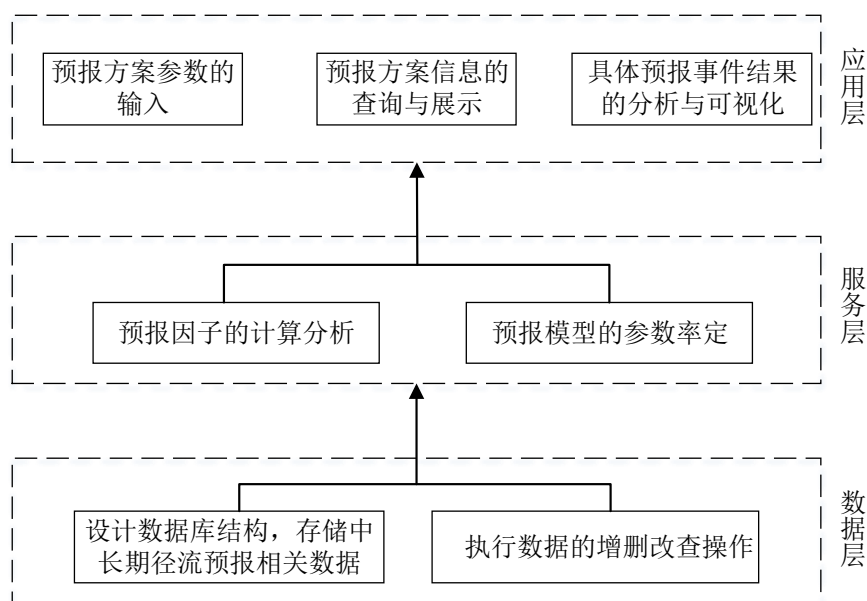 预报方案参数的
输入
预报方案信息的
查询与展示
具体预报事件结果
的分析与可视化
应用层
预报因子的计算分析
预报模型的参数率定
服务层
设计数据库结构，存储中
长期径流预报相关数据
执行数据的增删改查操作
数据层